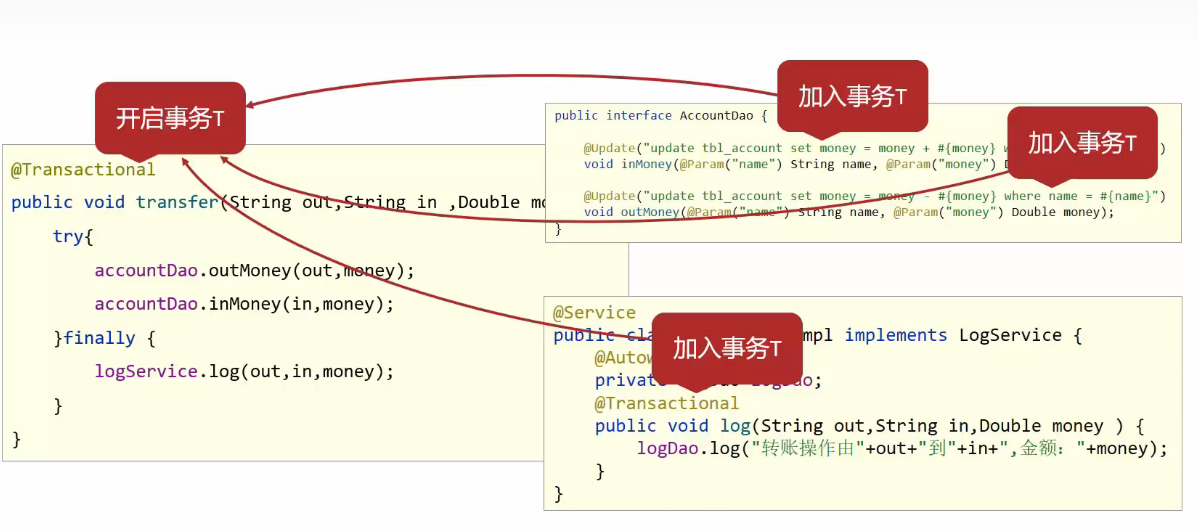 开启事务T
@Transactional
public void transfer(String out,String in ,Double mo
try{
accountDao.outMoney(out,money);
accountDao.inMoney(in,money);
}finally {
logService.log(out,in,money);
}
}
加入事务T
加入事务T
public interface AccountDao {
@Update("update tbl_account set money = money + #{money} w ")
void inMoney(@Param("name") String name, @Param("money") D
@Update("update tbl_account set money = money - #{money} where name = #{name}")
void outMoney(@Param("name") String name, @Param("money") Double money);
}
加入事务T
@Service
public cla mpl implements LogService {
@Autow
private logDao;
@Transactional
public void log(String out,String in,Double money ) {
logDao.log("转账操作由"+out+"到"+in+",金额："+money);
}
}